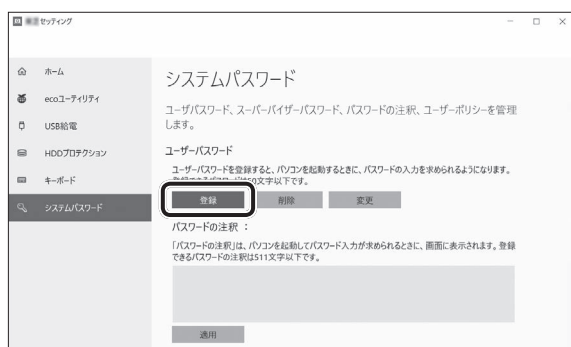 セッティング
ホーム
ecoユーティリティ
USB給電
HDDプロテクション
キーボード
システムパスワード
システムパスワード
ユーザパスワード、スーパーバイザーパスワード、パスワードの注釈、ユーザーポリシーを管理
します。
ユーザーパスワード
ユーザーパスワードを登録すると、パソコンを起動するときに、パスワードの入力を求められるようになります。
文字以下です。
登録
削除
変更
パスワードの注釈 :
「パスワードの注釈」は、パソコンを起動してパスワード入力が求められるときに、画面に表示されます。登録
できるパスワードの注釈は511文字以下です。
適用